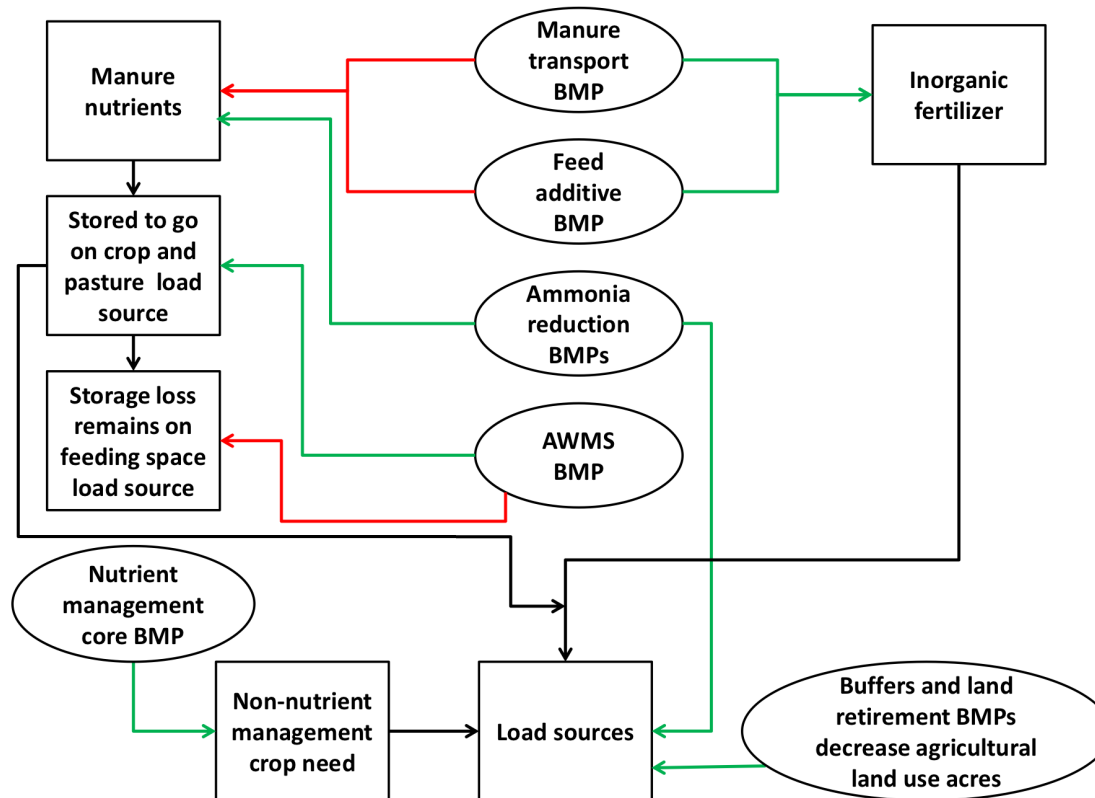 Manure
nutrients
Manure
transport
BMP
Inorganic
fertilizer
Feed
additive
BMP
Stored to go
on crop and
pasture load
source
Ammonia
reduction
BMPs
Storage loss
remains on
feeding space
load source
AWMS
BMP
Nutrient
management
core BMP
Non-nutrient
management
crop need
Load sources
Buffers and land
retirement BMPs
decrease agricultural
land use acres